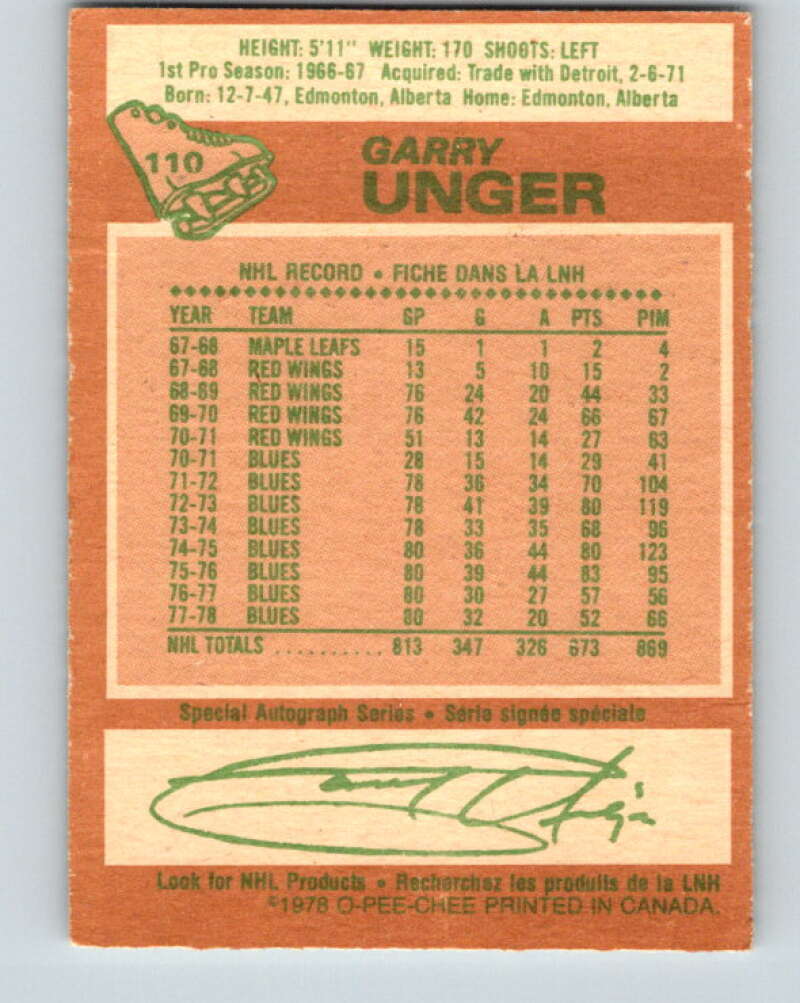 HEIGHT: 5'11" WEIGHT: 170 SHOOTS: LEFT
1st Pro Season: 1966-67 Acquired: Trade with Detroit, 2-6-71
Born: 12-7-47, Edmonton, Alberta Home: Edmonton, Alberta
110
GARRY
UNGER
NHL RECORD • FICHE DANS LA LNH
YEAR TEAM GP G A PTS PIM
67-68 MAPLE LEAFS 15 1 1 2 4
67-68 RED WINGS 13 5 10 15 2
68-69 RED WINGS 76 24 20 44 33
69-70 RED WINGS 76 42 24 66 67
70-71 RED WINGS 51 13 14 27 63
70-71 BLUES 28 15 14 29 41
71-72 BLUES 78 36 34 70 104
72-73 BLUES 78 41 39 80 119
73-74 BLUES 78 33 35 68 96
74-75 BLUES 80 36 44 80 123
75-76 BLUES 80 39 44 83 95
76-77 BLUES 80 30 27 57 56
77-78 BLUES 80 32 20 52 66
NHL TOTALS .......... 813 347 326 673 869
Special Autograph Series • Série signée spéciale
Garry Unger
Look for NHL Products • Recherchez les produits de la LNH
©1978 O-PEE-CHEE PRINTED IN CANADA.